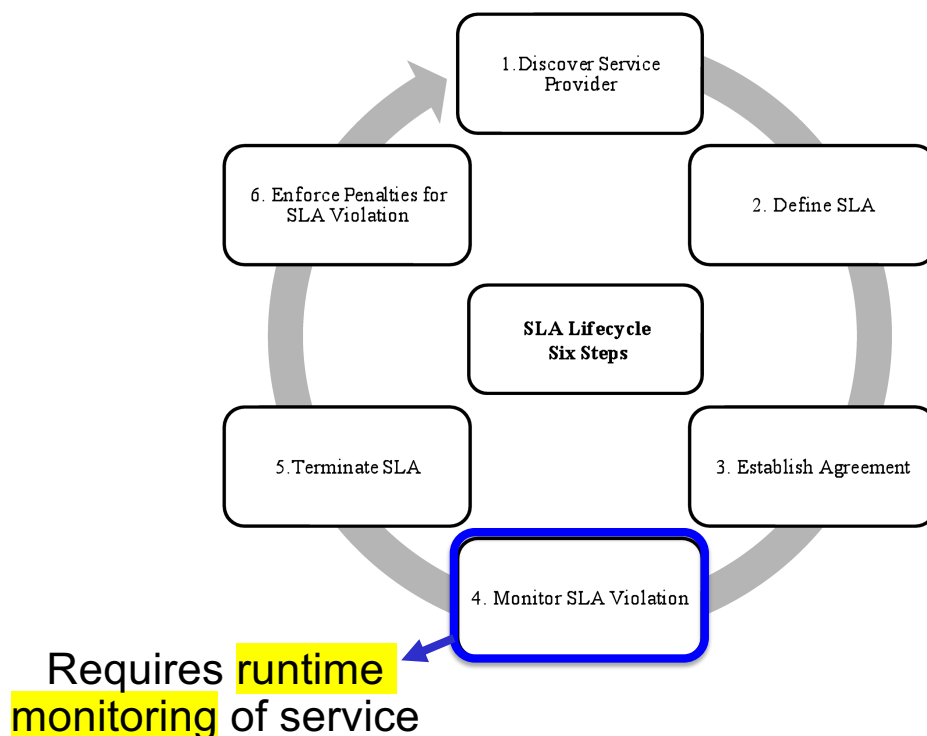 1.Discover Service
Provider
2. Define SLA
3. Establish Agreement
4. Monitor SLA Violation
5.Terminate SLA
6. Enforce Penalties for
SLA Violation
SLA Lifecycle
Six Steps
Requires runtime
monitoring of service